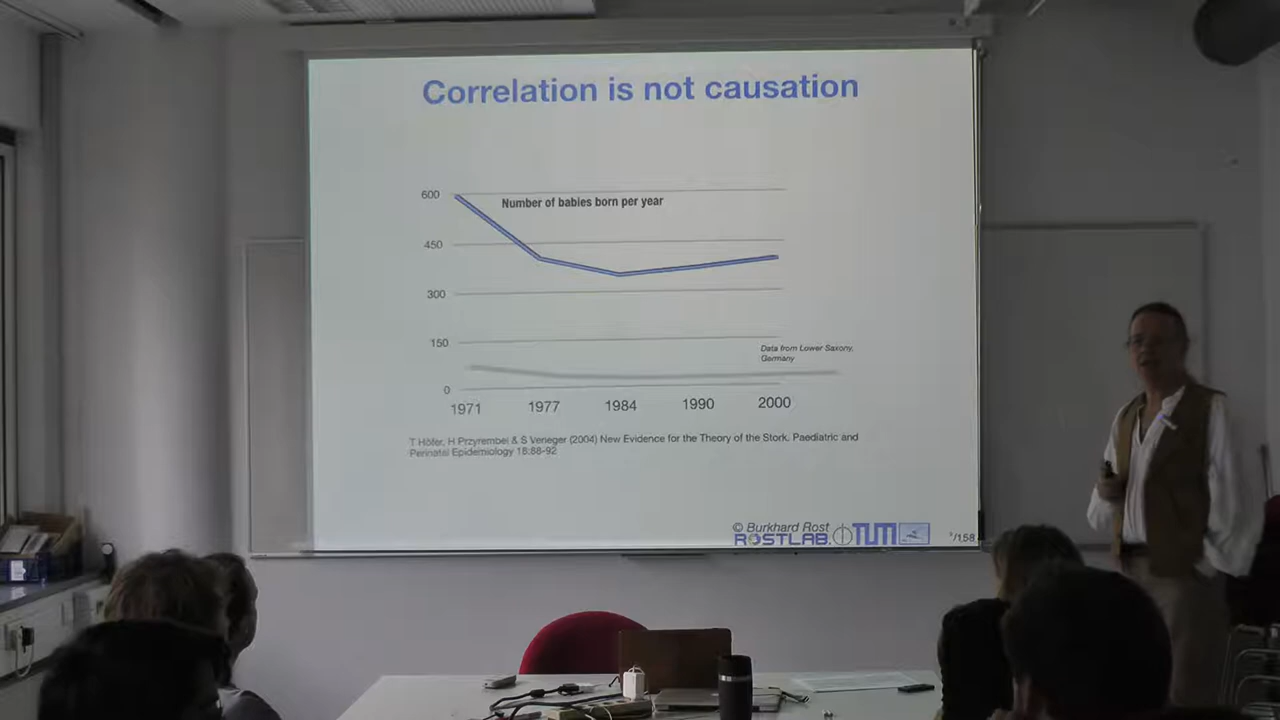 Correlation is not causation
600
Number of babies born per year
450
300
150
Data from Lower Saxony,
Germany
0
1971 1977 1984 1990 2000
T Höfer, H Przyrembel & S Verleger (2004) New Evidence for the Theory of the Stork. Paediatric and
Perinatal Epidemiology 18:88-92
© Burkhard Rost
ROSTLAB TUM
/158